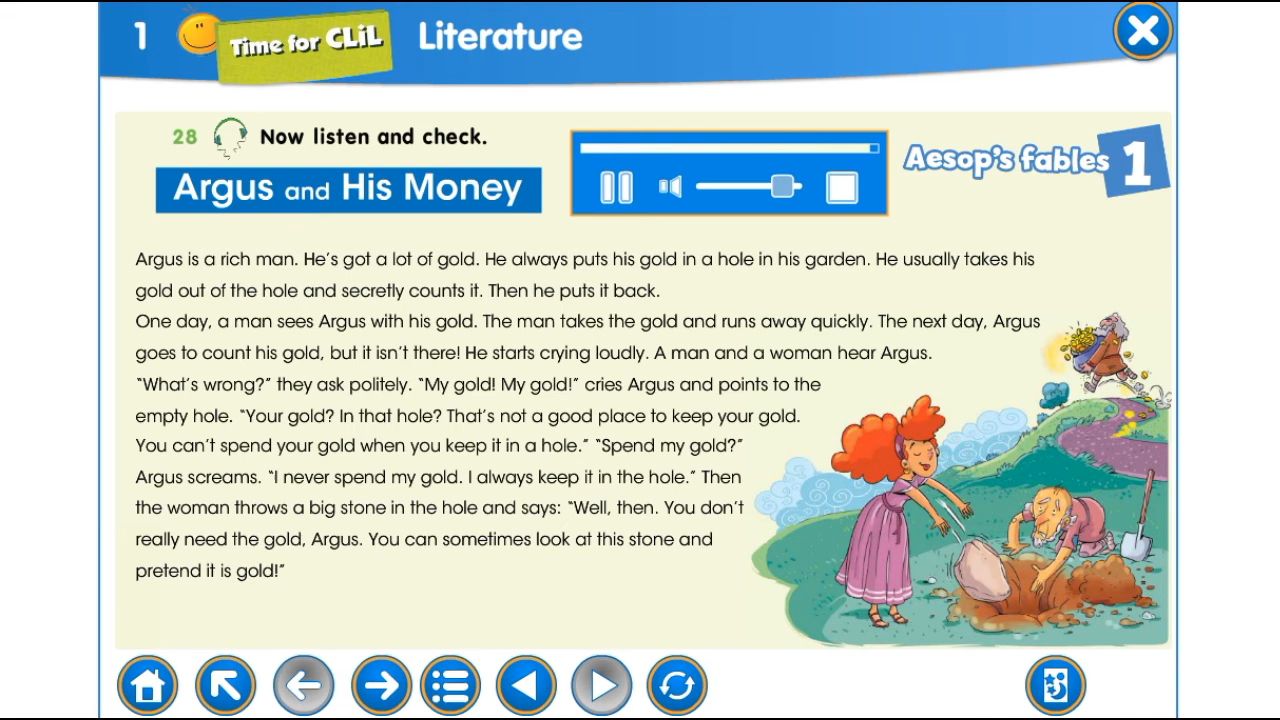 1
Time for CLiL
Literature
28
Now listen and check.
Aesop's fables 1
Argus and His Money
Argus is a rich man. He's got a lot of gold. He always puts his gold in a hole in his garden. He usually takes his
gold out of the hole and secretly counts it. Then he puts it back.
One day, a man sees Argus with his gold. The man takes the gold and runs away quickly. The next day, Argus
goes to count his gold, but it isn't there! He starts crying loudly. A man and a woman hear Argus.
“What's wrong?” they ask politely. “My gold! My gold!” cries Argus and points to the
empty hole. “Your gold? In that hole? That's not a good place to keep your gold.
You can't spend your gold when you keep it in a hole.” “Spend my gold?”
Argus screams. “I never spend my gold. I always keep it in the hole.” Then
the woman throws a big stone in the hole and says: “Well, then. You don't
really need the gold, Argus. You can sometimes look at this stone and
pretend it is gold!”